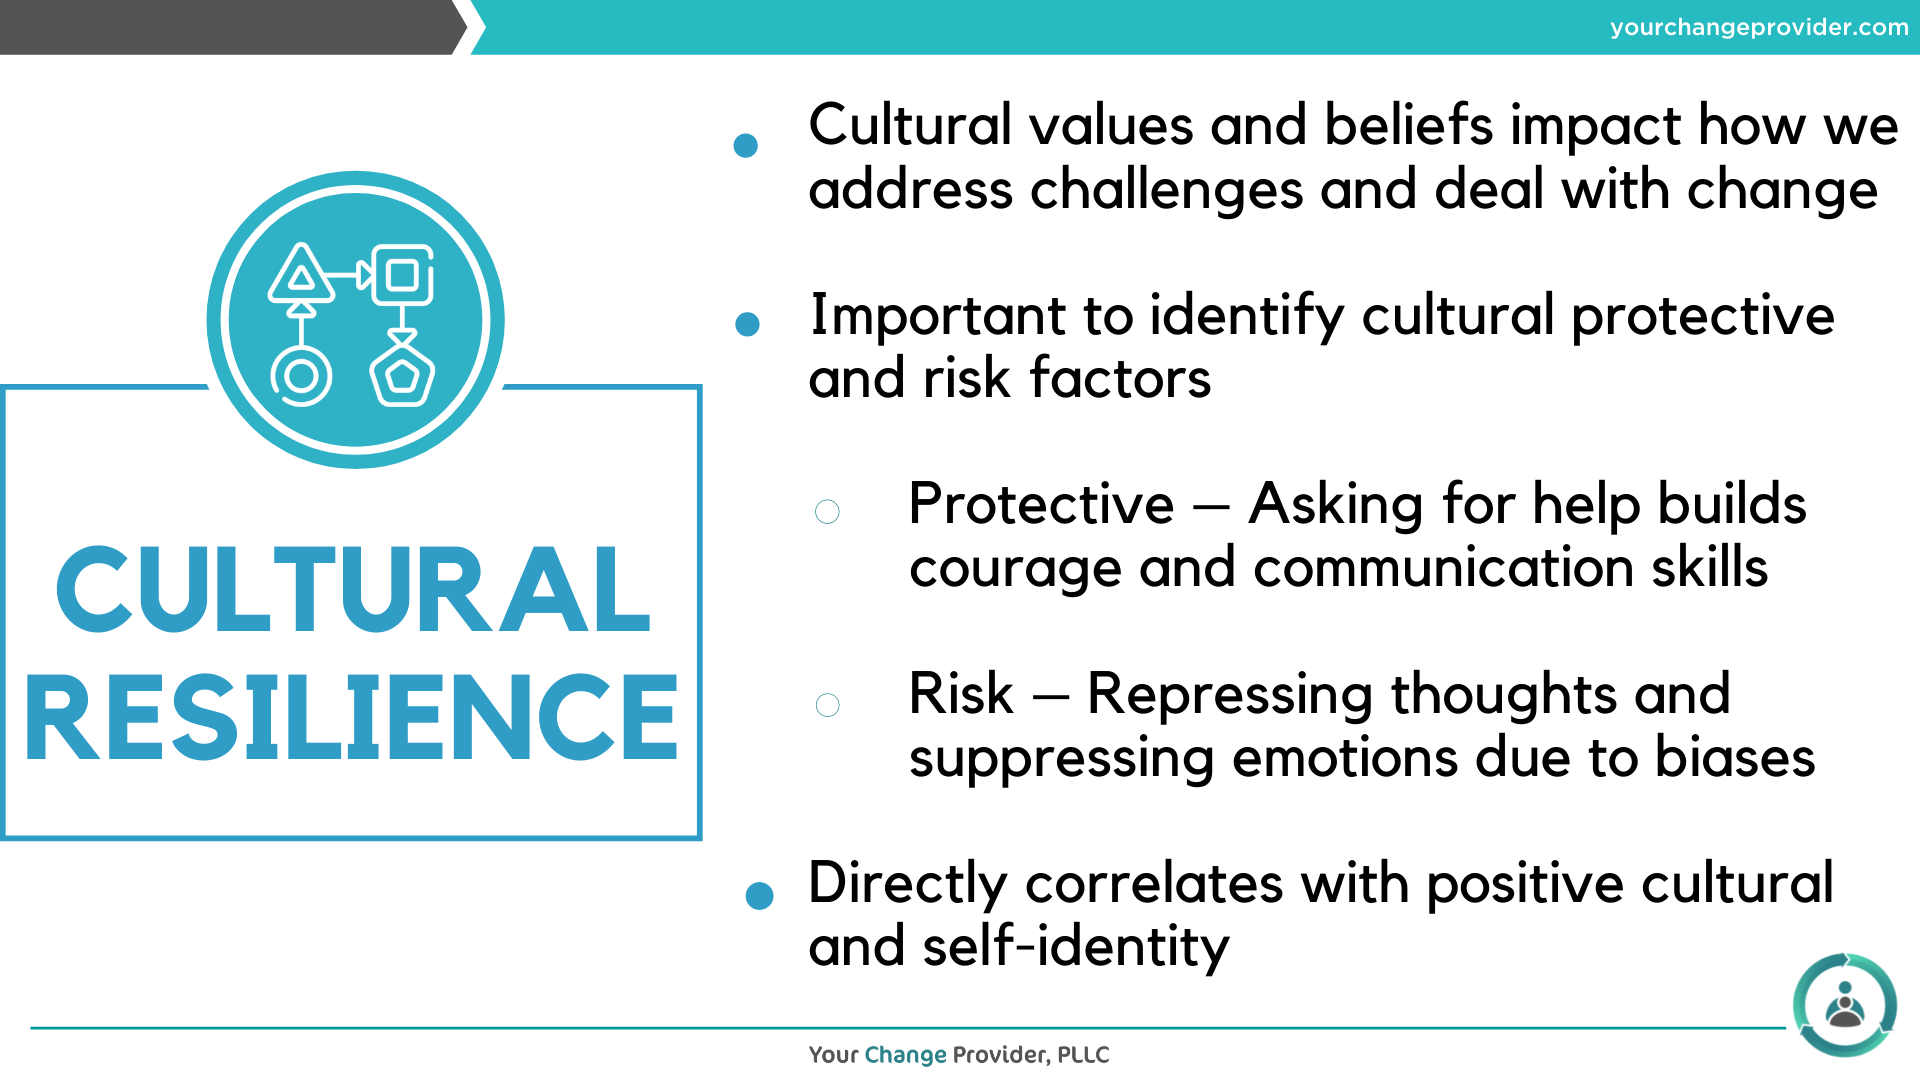 yourchangeprovider.com
CULTURAL
RESILIENCE
Cultural values and beliefs impact how we
address challenges and deal with change
Important to identify cultural protective
and risk factors
Protective – Asking for help builds
courage and communication skills
Risk – Repressing thoughts and
suppressing emotions due to biases
Directly correlates with positive cultural
and self-identity
Your Change Provider, PLLC